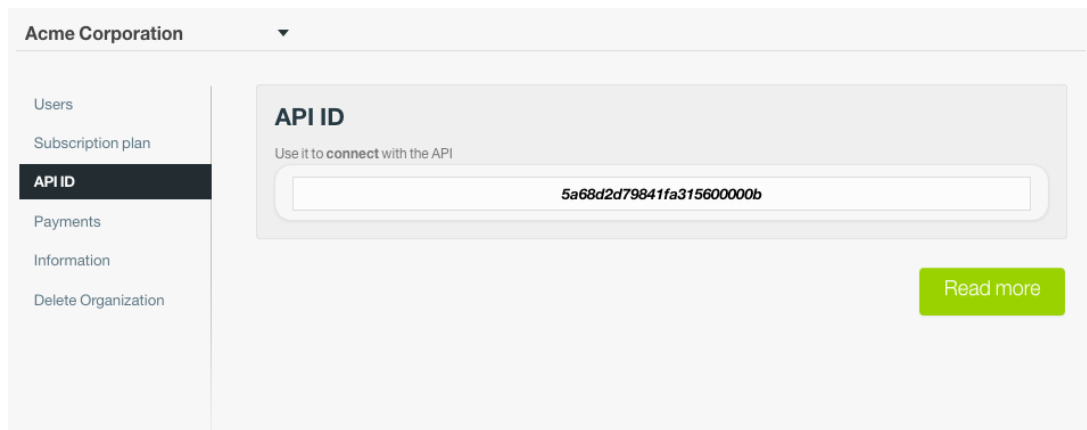 Acme Corporation
Users
Subscription plan
API ID
Payments
Information
Delete Organization
API ID
Use it to connect with the API
5a68d2d79841fa315600000b
Read more